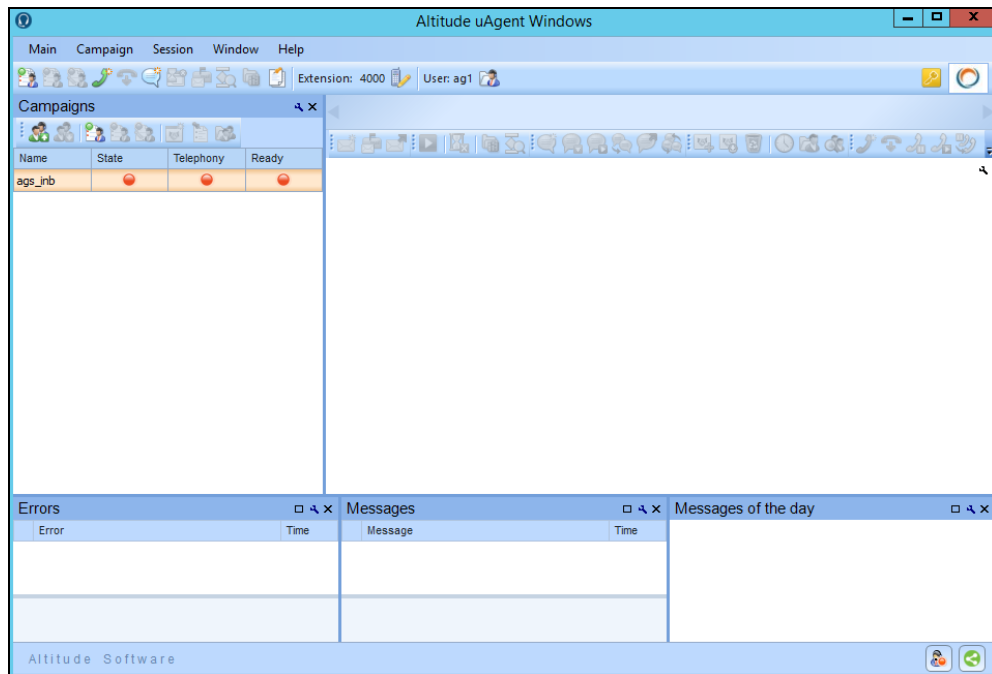 Altitude uAgent Windows
Main Campaign Session Window Help
Extension: 4000 User: ag1
Campaigns
Name State Telephony Ready
ags_inb
Errors
Error Time
Messages
Message Time
Messages of the day
Altitude Software